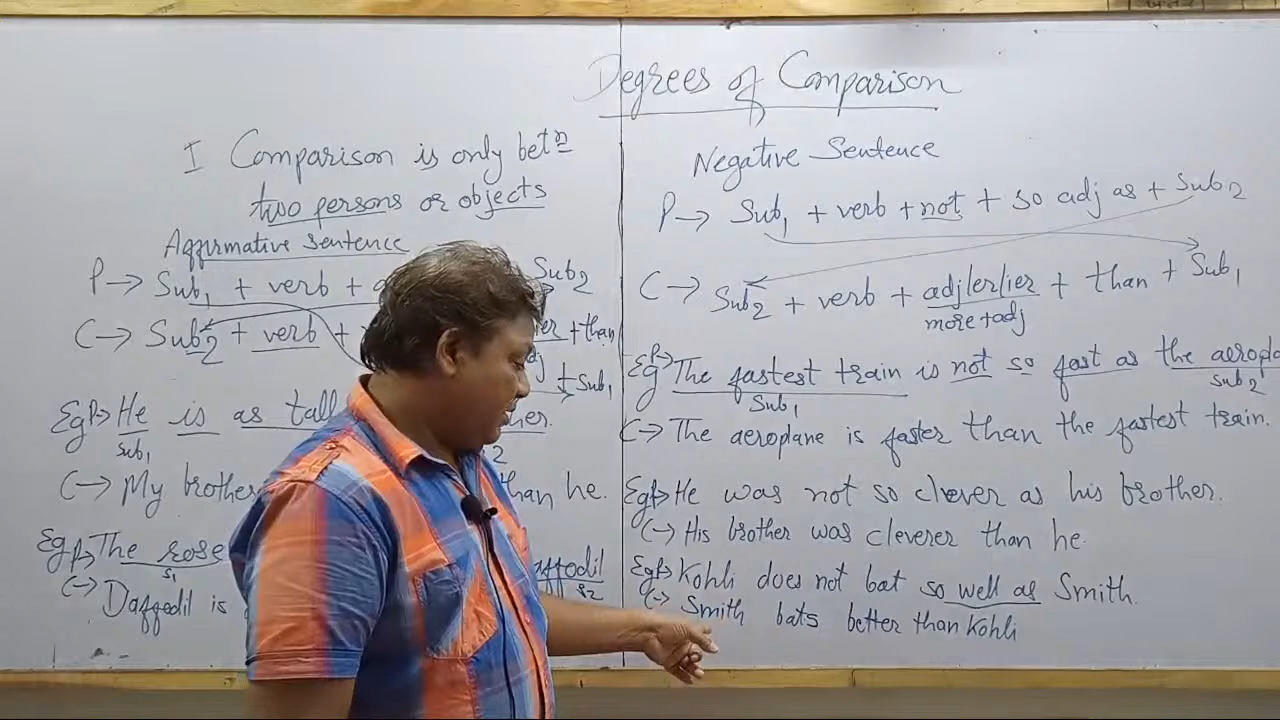 Degrees of Comparison
I Comparison is only betn
two persons or objects
Affirmative sentence
P→ Sub1 + verb + Sub2
C→ Sub2 + verb + + than
+ Sub1
Eg P→ He is as tall
sub1 2
C→ My brother than he.
Eg P→ The rose Daffodil
S1 S2
C→ Daffodil is
Negative Sentence
P→ Sub1 + verb + not + so adj as + Sub2
C→ Sub2 + verb + adj/er/ier + than + Sub1
more+adj
Eg P→ The fastest train is not so fast as the
Sub1 Sub2
C→ The aeroplane is faster than the fastest train.
Eg P→ He was not so clever as his brother.
C→ His brother was cleverer than he.
Eg P→ Kohli does not bat so well as Smith.
C→ Smith bats better than Kohli